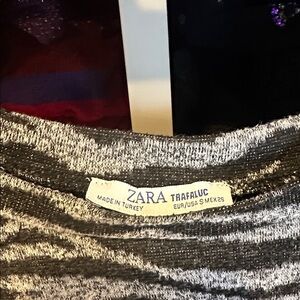 ZARA TRAFALUC
MADE IN TURKEY
EUR/USA S MEX 26